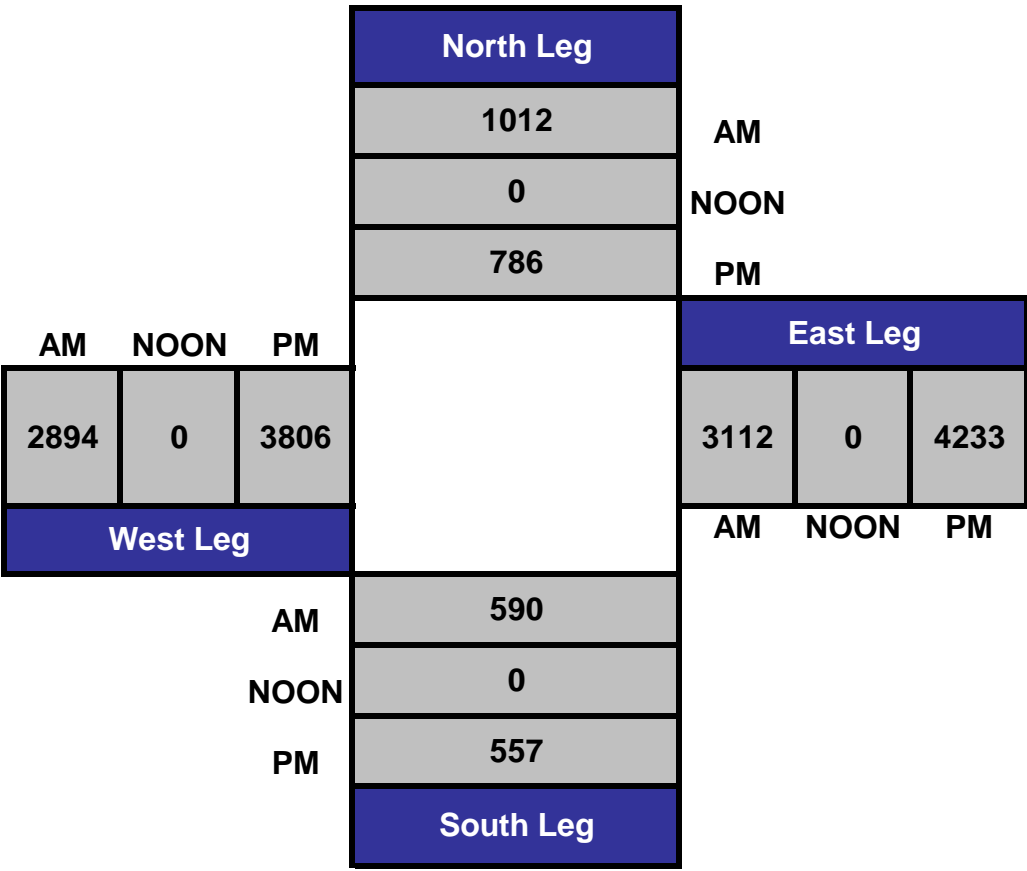 North Leg
1012 AM
0 NOON
786 PM
East Leg
AM NOON PM
2894 0 3806
3112 0 4233
West Leg
AM NOON PM
AM 590
NOON 0
PM 557
South Leg